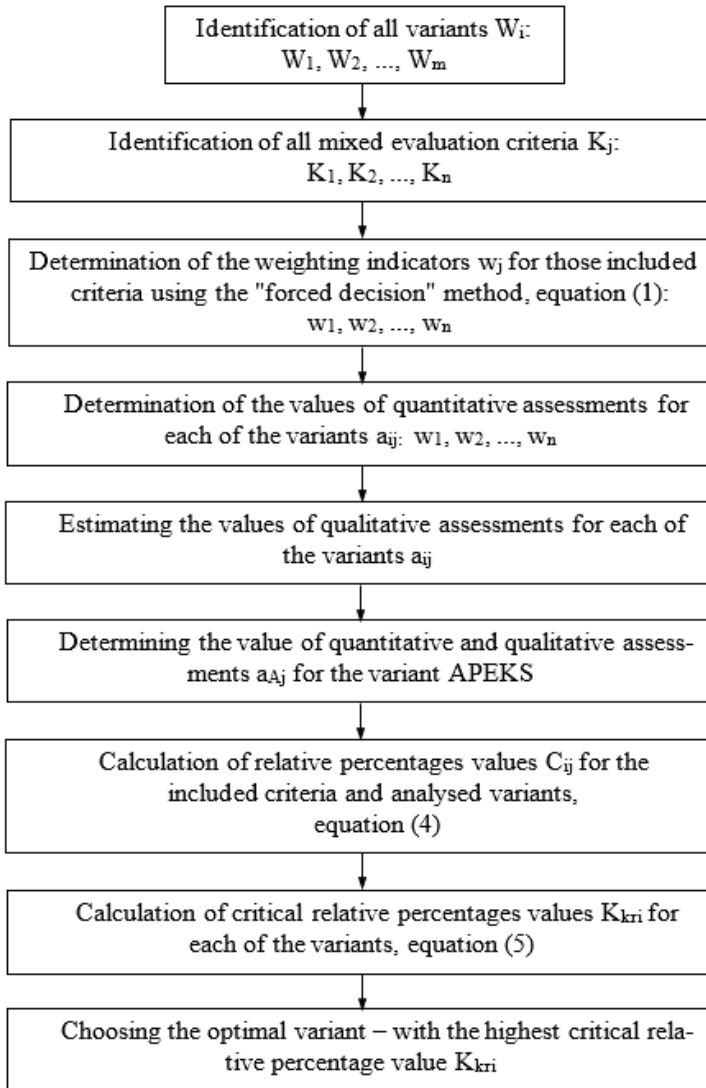 Identification of all variants Wi:
W1, W2, ..., Wm
Identification of all mixed evaluation criteria Kj:
K1, K2, ..., Kn
Determination of the weighting indicators wj for those included
criteria using the "forced decision" method, equation (1):
w1, w2, ..., wn
Determination of the values of quantitative assessments for
each of the variants aij: w1, w2, ..., wn
Estimating the values of qualitative assessments for each of
the variants aij
Determining the value of quantitative and qualitative assess-
ments aAj for the variant APEKS
Calculation of relative percentages values Cij for the
included criteria and analysed variants,
equation (4)
Calculation of critical relative percentages values Kkri for
each of the variants, equation (5)
Choosing the optimal variant – with the highest critical rela-
tive percentage value Kkri